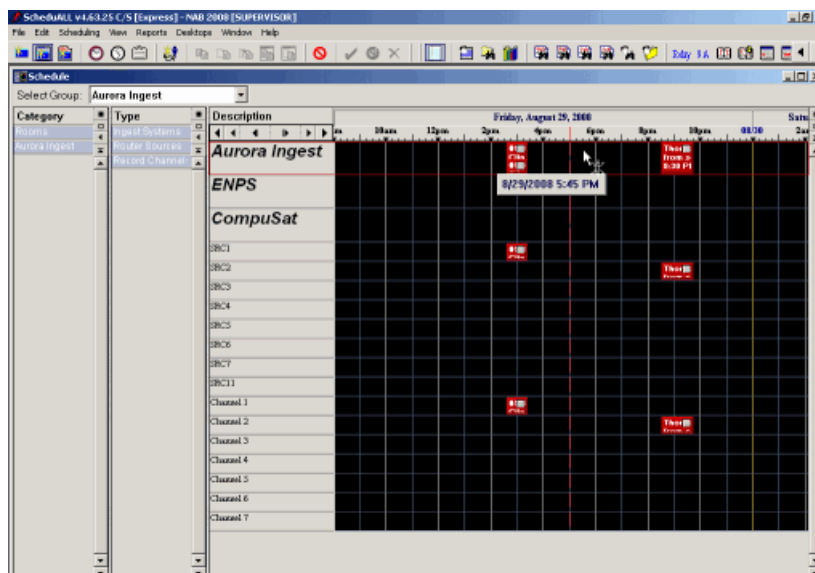 ScheduALL v4.63.25 C/S [Express] - NAB 2008 [SUPERVISOR]
File Edit Scheduling View Reports Desktops Window Help
Today
Schedule
Select Group: Aurora Ingest
Category Type Description Friday, August 29, 2008
Rooms Ingest Systems 10am 12pm 2pm 4pm 6pm 8pm 10pm 08/30
Aurora Ingest Router Sources
Record Channel
Aurora Ingest
ENPS
8/29/2008 5:45 PM
CompuSat
SRC1
SRC2
SRC3
SRC4
SRC5
SRC6
SRC7
SRC11
Channel 1
Channel 2
Channel 3
Channel 4
Channel 5
Channel 6
Channel 7